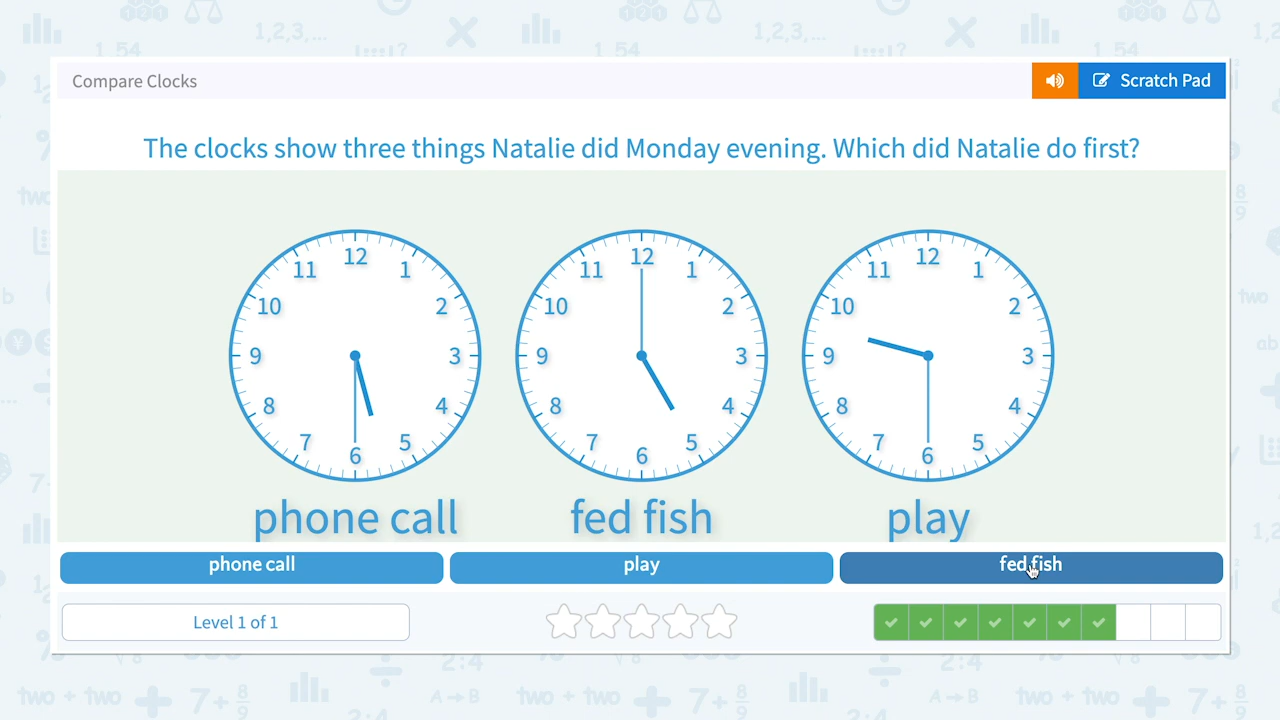 Compare Clocks
Scratch Pad
The clocks show three things Natalie did Monday evening. Which did Natalie do first?
12 1 2 3 4 5 6 7 8 9 10 11
12 1 2 3 4 5 6 7 8 9 10 11
12 1 2 3 4 5 6 7 8 9 10 11
phone call fed fish play
phone call play fed fish
Level 1 of 1